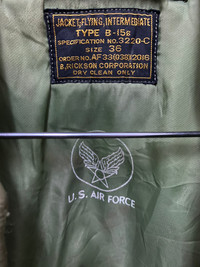 JACKET, FLYING, INTERMEDIATE
TYPE B-15B
SPECIFICATION NO. 3220-C
SIZE 36
ORDER NO. AF33(038)12016
B. RICKSON CORPORATION
DRY CLEAN ONLY
U.S. AIR FORCE